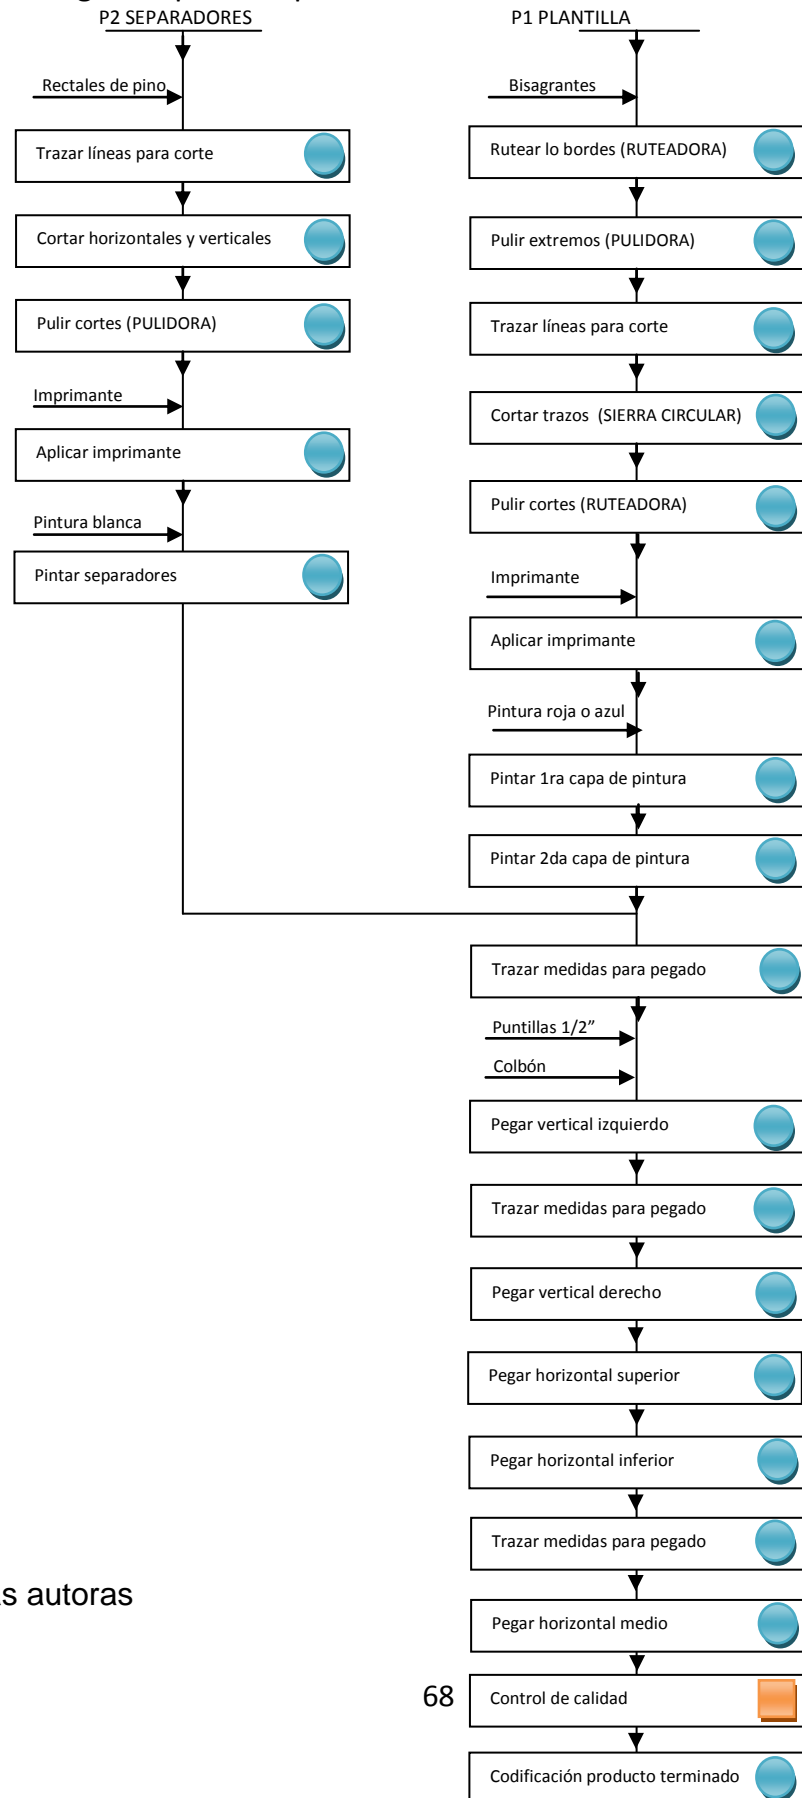 P2 SEPARADORES
Rectales de pino
Trazar líneas para corte
Cortar horizontales y verticales
Pulir cortes (PULIDORA)
Imprimante
Aplicar imprimante
Pintura blanca
Pintar separadores
P1 PLANTILLA
Bisagrantes
Rutear lo bordes (RUTEADORA)
Pulir extremos (PULIDORA)
Trazar líneas para corte
Cortar trazos (SIERRA CIRCULAR)
Pulir cortes (RUTEADORA)
Imprimante
Aplicar imprimante
Pintura roja o azul
Pintar 1ra capa de pintura
Pintar 2da capa de pintura
Trazar medidas para pegado
Puntillas 1/2”
Colbón
Pegar vertical izquierdo
Trazar medidas para pegado
Pegar vertical derecho
Pegar horizontal superior
Pegar horizontal inferior
Trazar medidas para pegado
Pegar horizontal medio
Control de calidad
Codificación producto terminado
autoras
68